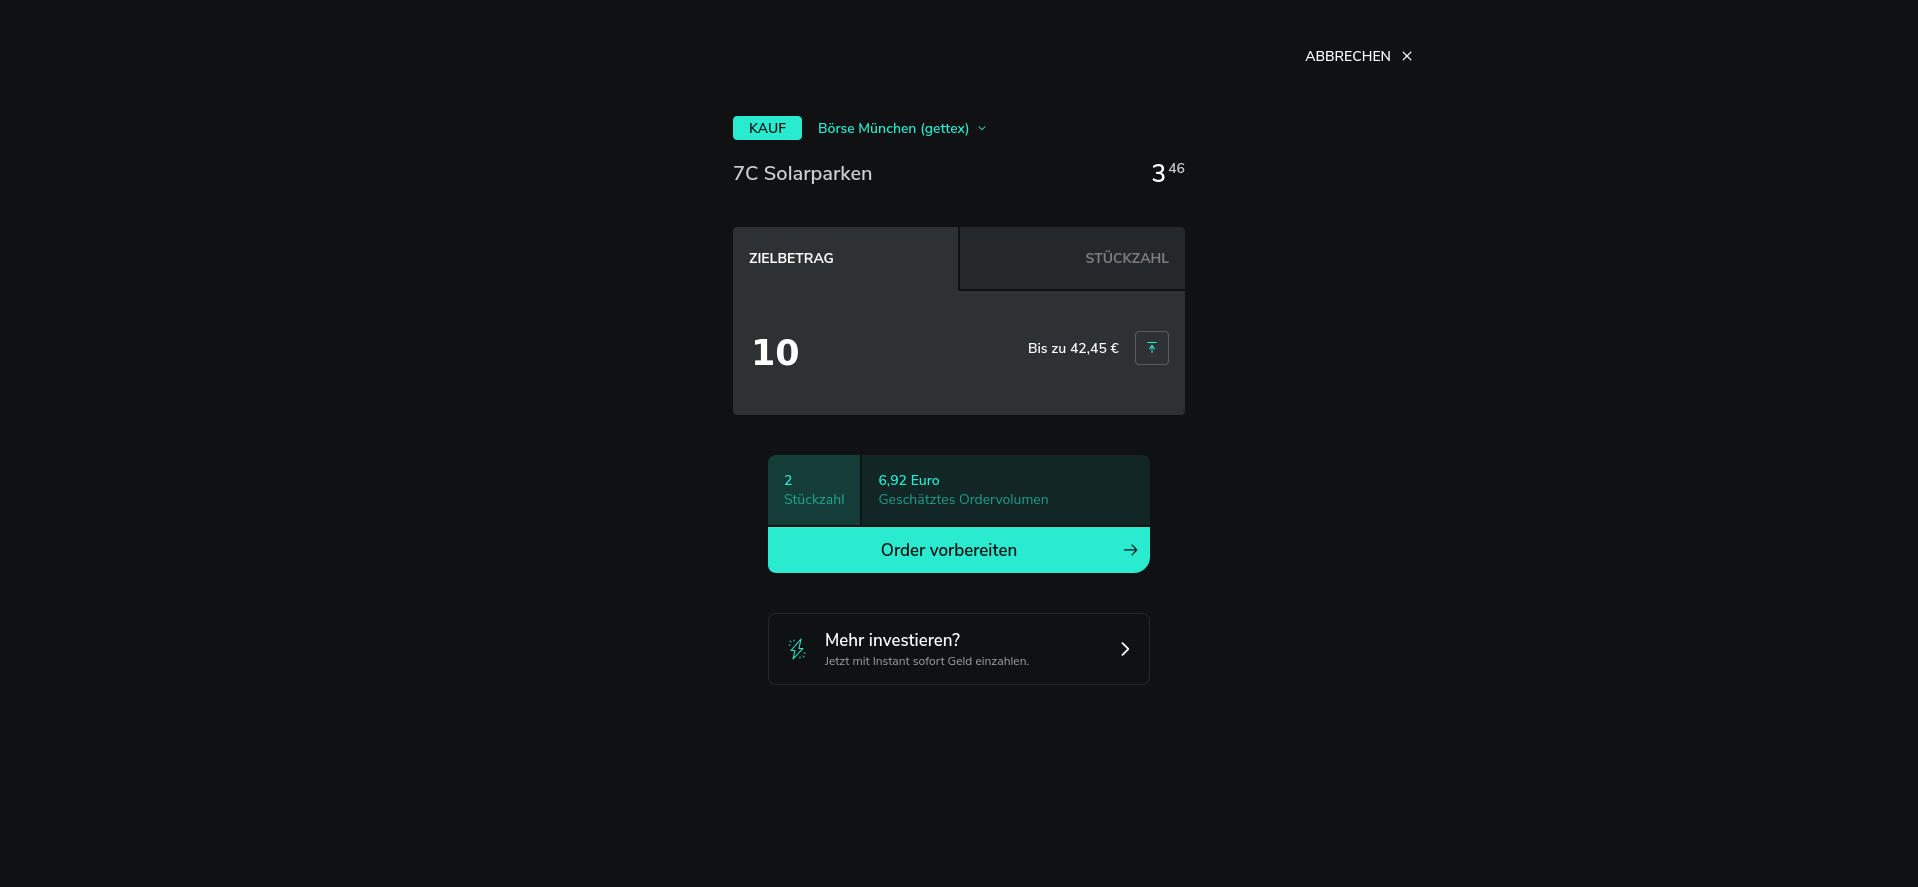 ABBRECHEN
KAUF Börse München (gettex)
7C Solarparken 3 46
ZIELBETRAG STÜCKZAHL
10 Bis zu 42,45 €
2 6,92 Euro
Stückzahl Geschätztes Ordervolumen
Order vorbereiten
Mehr investieren?
Jetzt mit Instant sofort Geld einzahlen.